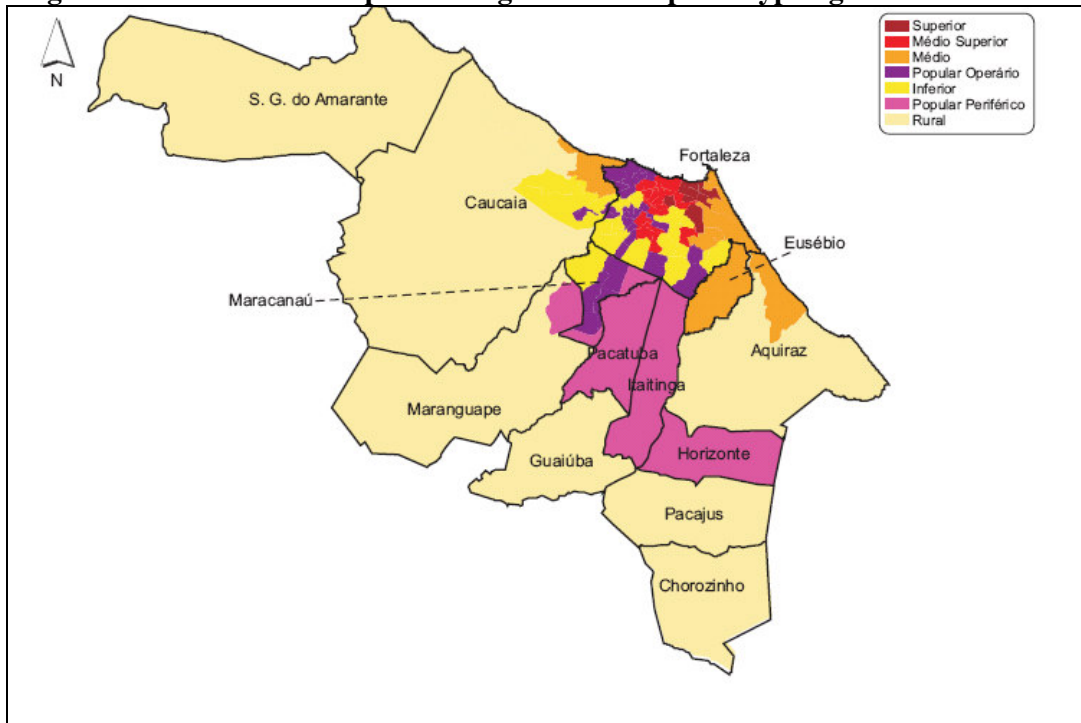 N
Superior
Médio Superior
Médio
Popular Operário
Inferior
Popular Periférico
Rural
S. G. do Amarante
Fortaleza
Caucaia
Eusébio
Maracanaú
Aquiraz
Pacatuba
Itaitinga
Maranguape
Horizonte
Guaiúba
Pacajus
Chorozinho